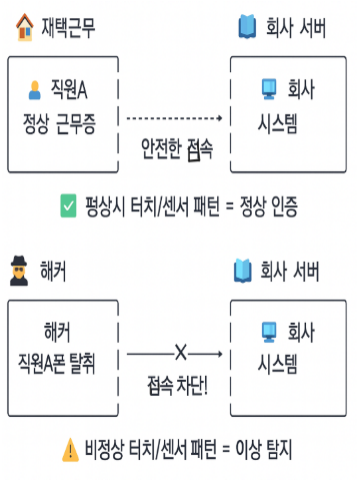 재택근무
회사 서버
직원A
정상 근무증
회사
시스템
안전한 접속
평상시 터치/센서 패턴 = 정상 인증
해커
회사 서버
해커
직원A폰 탈취
회사
시스템
접속 차단!
비정상 터치/센서 패턴 = 이상 탐지